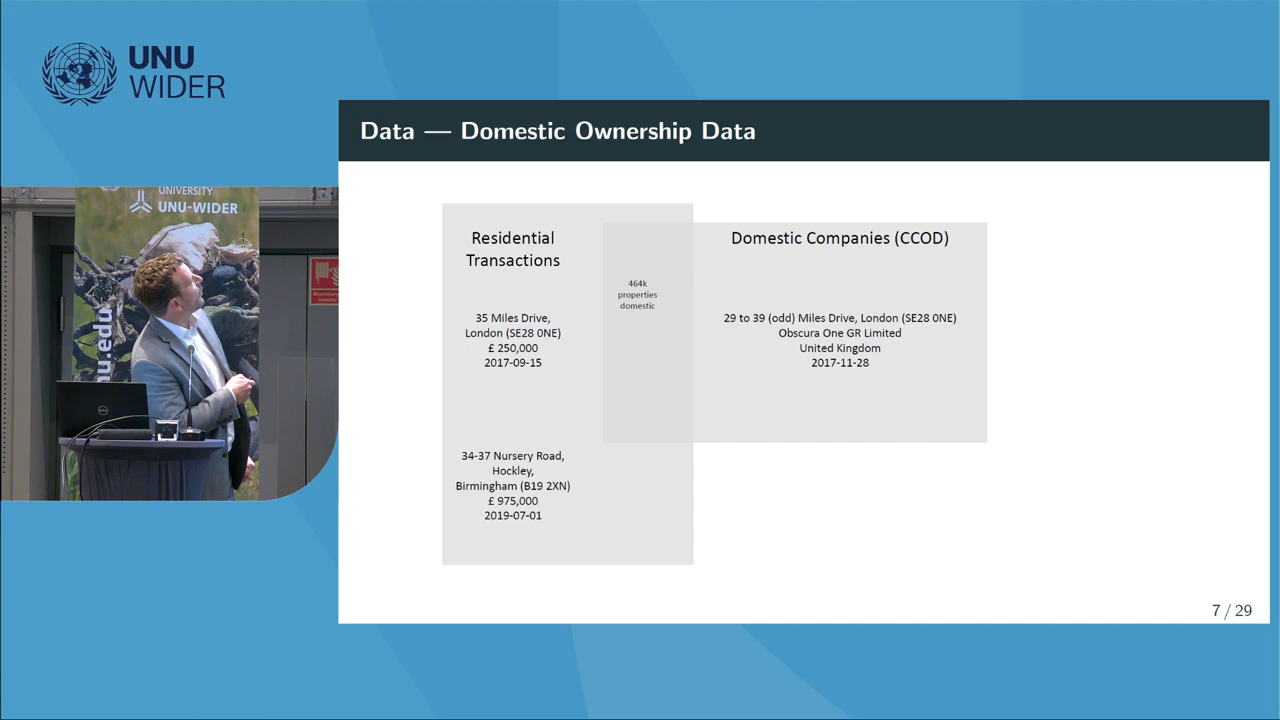 UNU
WIDER
Data — Domestic Ownership Data
UNIVERSITY
UNU-WIDER
nu.edu
Residential
Transactions
35 Miles Drive,
London (SE28 0NE)
£ 250,000
2017-09-15
34-37 Nursery Road,
Hockley,
Birmingham (B19 2XN)
£ 975,000
2019-07-01
464k
properties
domestic
Domestic Companies (CCOD)
29 to 39 (odd) Miles Drive, London (SE28 0NE)
Obscura One GR Limited
United Kingdom
2017-11-28
7 / 29